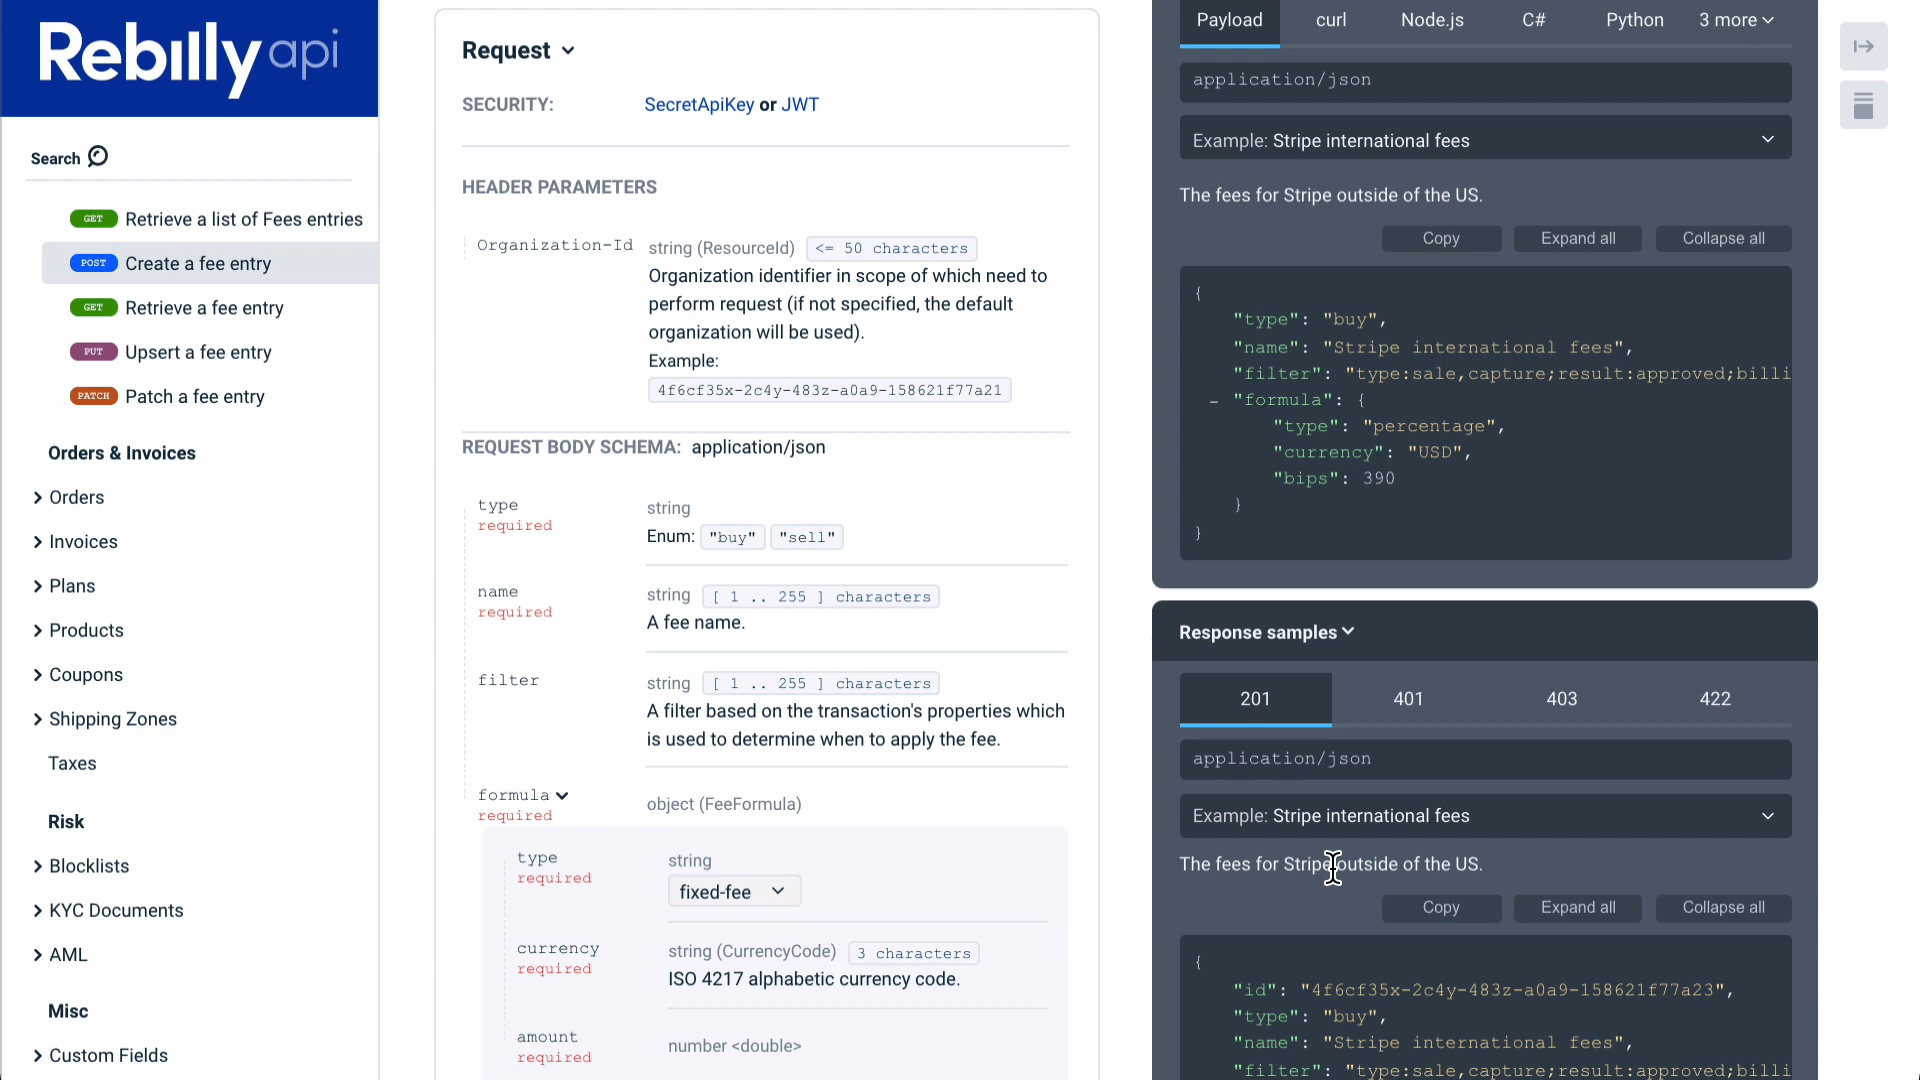 Rebilly api
Search
GET Retrieve a list of Fees entries
POST Create a fee entry
GET Retrieve a fee entry
PUT Upsert a fee entry
PATCH Patch a fee entry
Orders & Invoices
Orders
Invoices
Plans
Products
Coupons
Shipping Zones
Taxes
Risk
Blocklists
KYC Documents
AML
Misc
Custom Fields
Request
SECURITY: SecretApiKey or JWT
HEADER PARAMETERS
Organization-Id string (ResourceId) <= 50 characters
Organization identifier in scope of which need to
perform request (if not specified, the default
organization will be used).
Example:
4f6cf35x-2c4y-483z-a0a9-158621f77a21
REQUEST BODY SCHEMA: application/json
type string
required
Enum: "buy" "sell"
name string [ 1 .. 255 ] characters
required
A fee name.
filter string [ 1 .. 255 ] characters
A filter based on the transaction's properties which
is used to determine when to apply the fee.
formula object (FeeFormula)
required
type string
required
fixed-fee
currency string (CurrencyCode) 3 characters
required
ISO 4217 alphabetic currency code.
amount number <double>
required
Payload curl Node.js C# Python 3 more
application/json
Example: Stripe international fees
The fees for Stripe outside of the US.
Copy Expand all Collapse all
{
"type": "buy",
"name": "Stripe international fees",
"filter": "type:sale,capture;result:approved;billi
- "formula": {
"type": "percentage",
"currency": "USD",
"bips": 390
}
}
Response samples
201 401 403 422
application/json
Example: Stripe international fees
The fees for Stripe outside of the US.
Copy Expand all Collapse all
{
"id": "4f6cf35x-2c4y-483z-a0a9-158621f77a23",
"type": "buy",
"name": "Stripe international fees",
"filter": "type:sale,capture;result:approved;billi